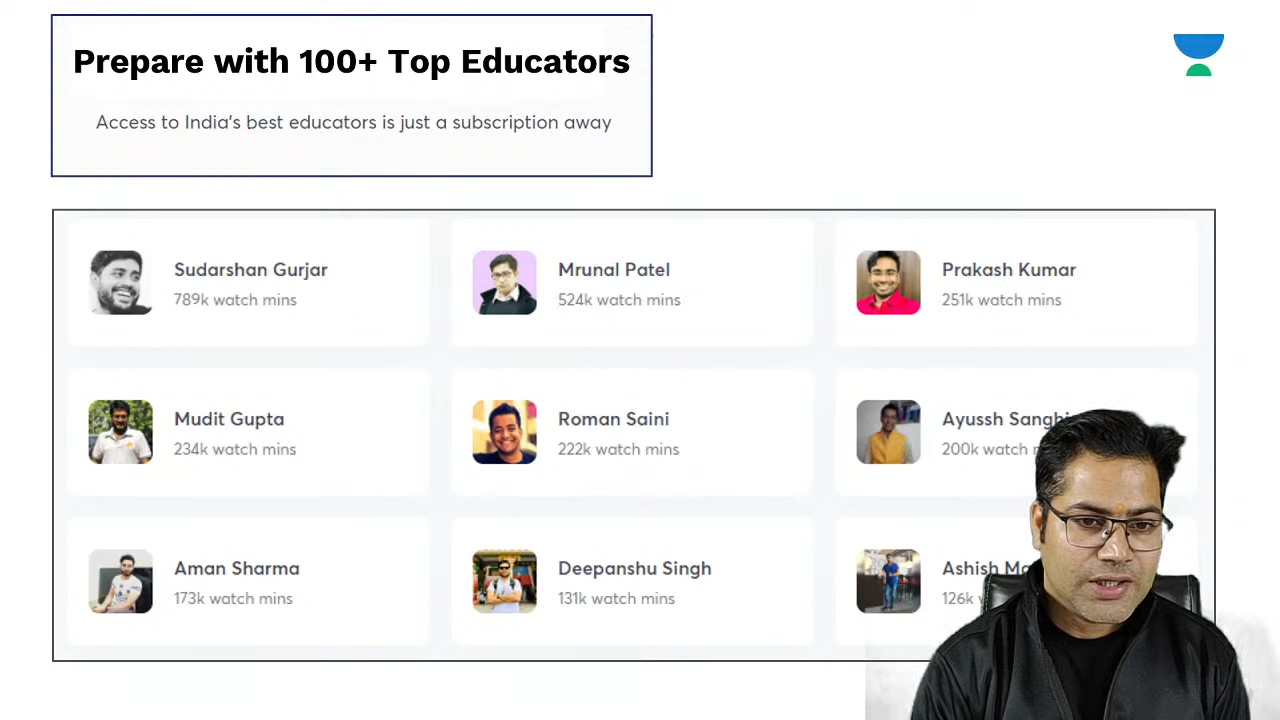 Prepare with 100+ Top Educators
Access to India's best educators is just a subscription away
Sudarshan Gurjar
789k watch mins
Mrunal Patel
524k watch mins
Prakash Kumar
251k watch mins
Mudit Gupta
234k watch mins
Roman Saini
222k watch mins
Ayussh Sanghi
200k watch
Aman Sharma
173k watch mins
Deepanshu Singh
131k watch mins
Ashish
126k